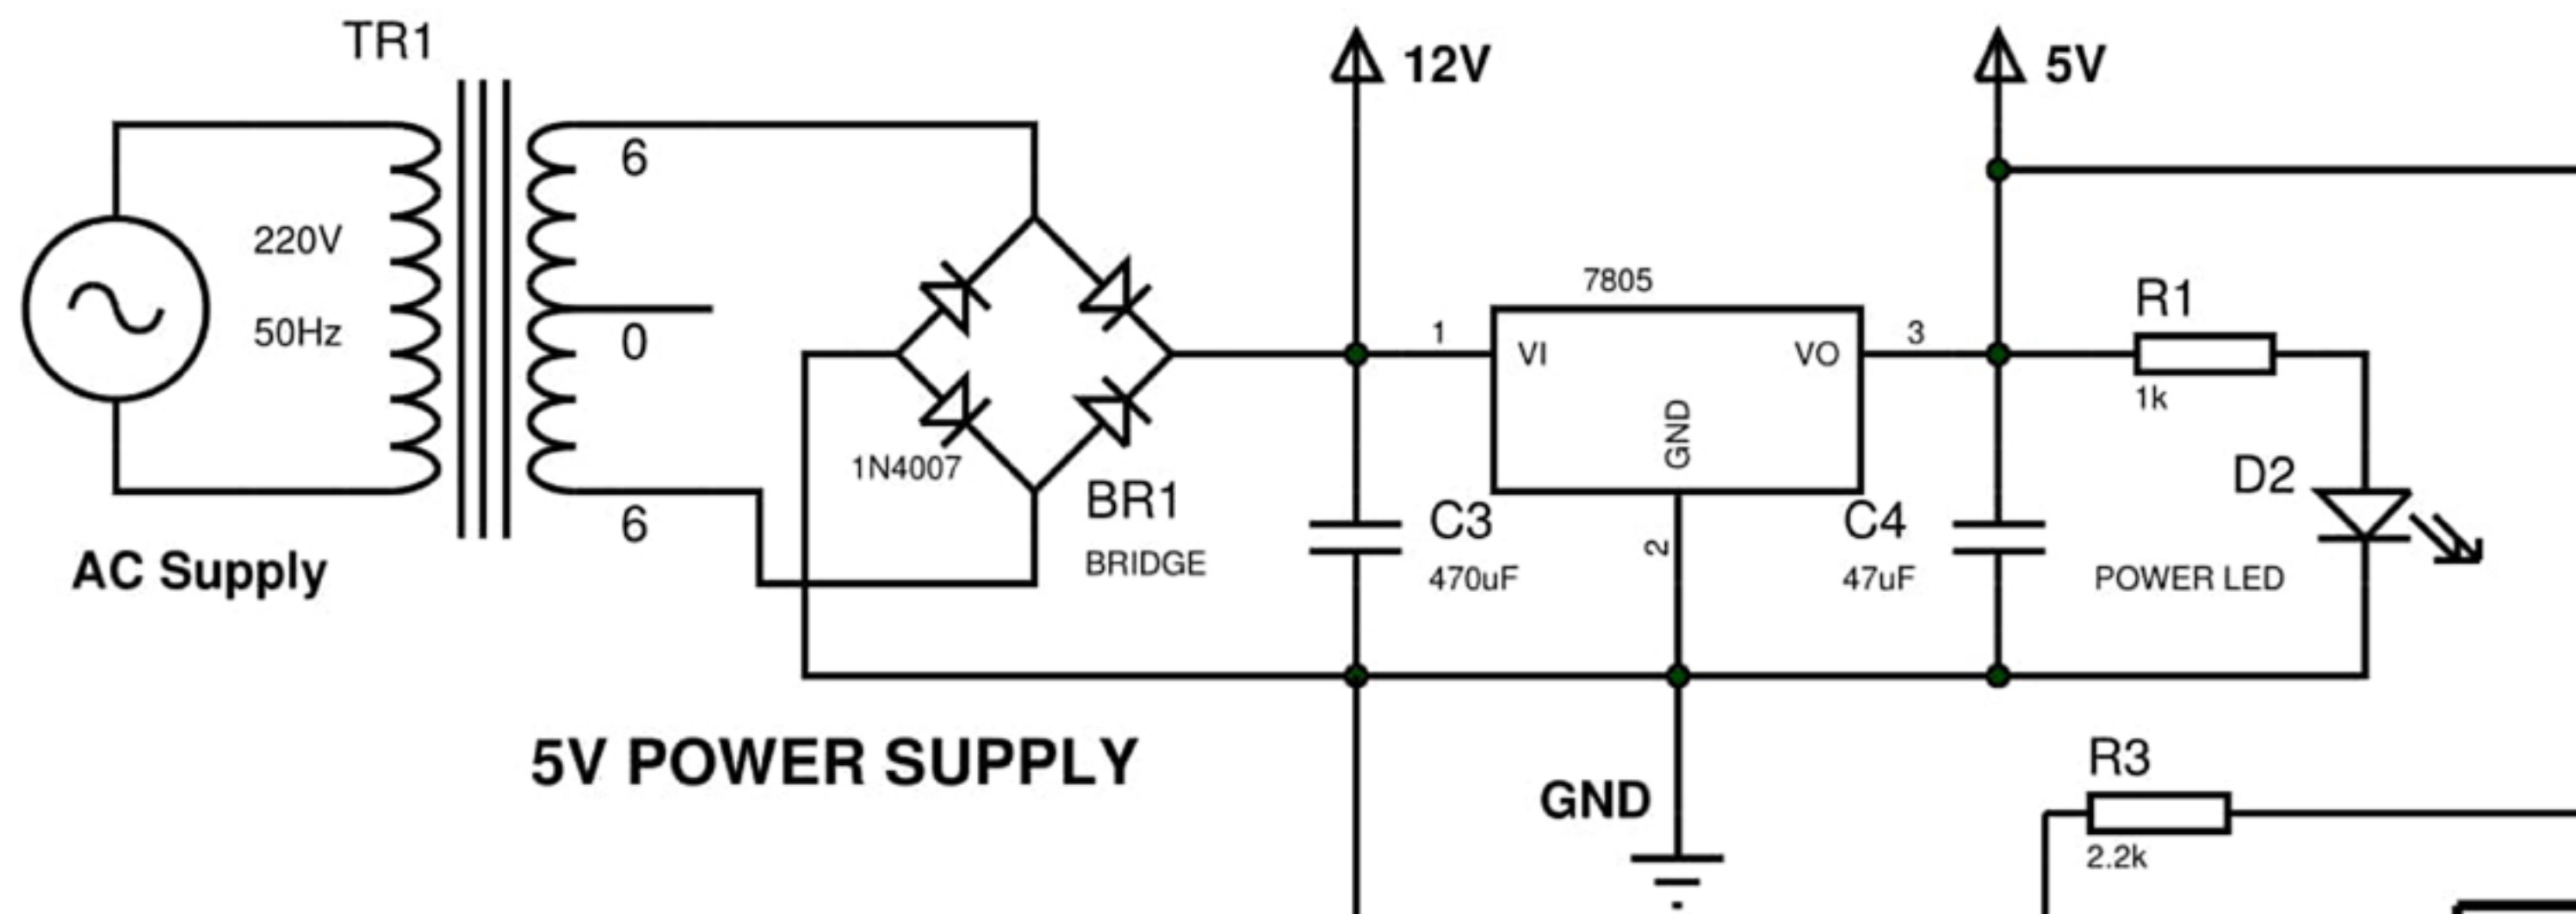 TR1
12V
5V
6
220V
50Hz
0
6
AC Supply
1N4007
BR1
BRIDGE
7805
1
VI
VO
3
GND
2
C3
470uF
C4
47uF
R1
1k
D2
POWER LED
5V POWER SUPPLY
GND
R3
2.2k